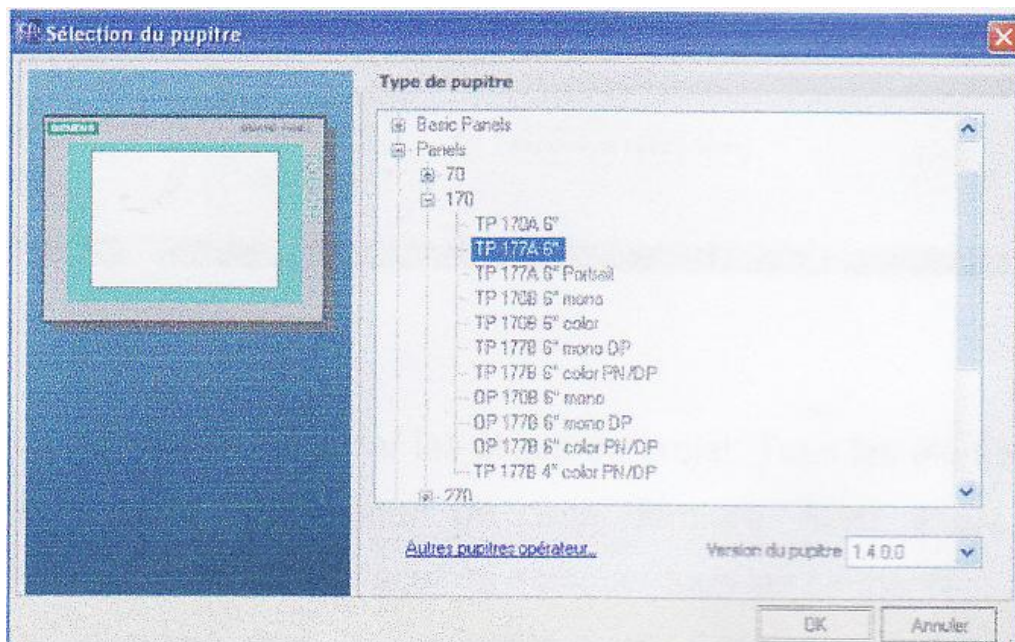 Sélection du pupitre
Type de pupitre
SIEMENS
Basic Panels
Panels
70
170
TP 170A 6"
TP 177A 6"
TP 177A 6" Portrait
TP 170B 6" mono
TP 170B 6" color
TP 177B 6" mono DP
TP 177B 6" color PN/DP
OP 170B 6" mono
OP 177B 6" mono DP
OP 177B 6" color PN/DP
TP 177B 4" color PN/DP
270
Autres pupitres opérateur...
Version du pupitre 1.4.0.0
OK Annuler